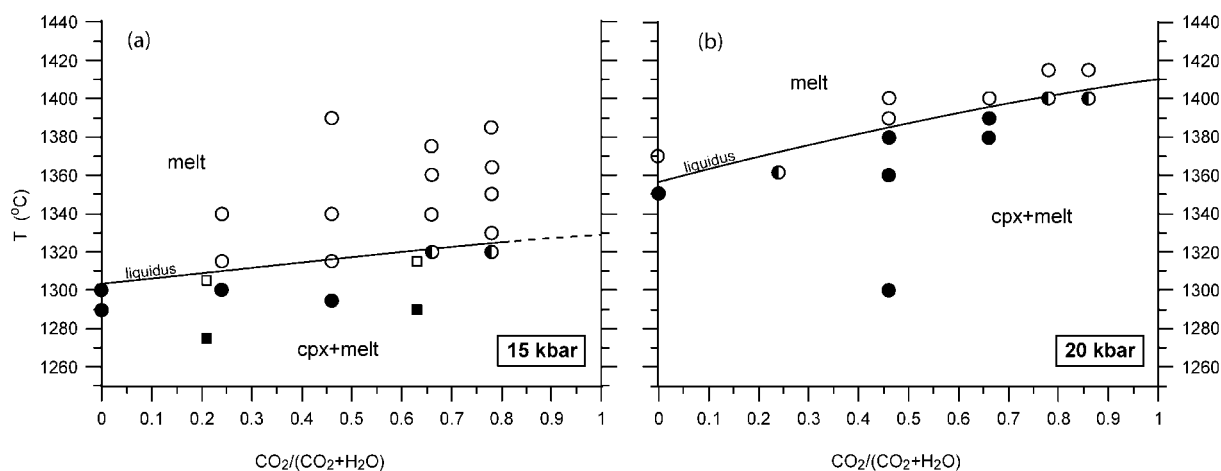 (a)
1440
1420
1400
1380
1360
1340
1320
1300
1280
1260
T (°C)
melt
liquidus
cpx+melt
15 kbar
0 0.1 0.2 0.3 0.4 0.5 0.6 0.7 0.8 0.9 1
CO₂/(CO₂+H₂O)
(b)
melt
liquidus
cpx+melt
20 kbar
1440
1420
1400
1380
1360
1340
1320
1300
1280
1260
0 0.1 0.2 0.3 0.4 0.5 0.6 0.7 0.8 0.9 1
CO₂/(CO₂+H₂O)